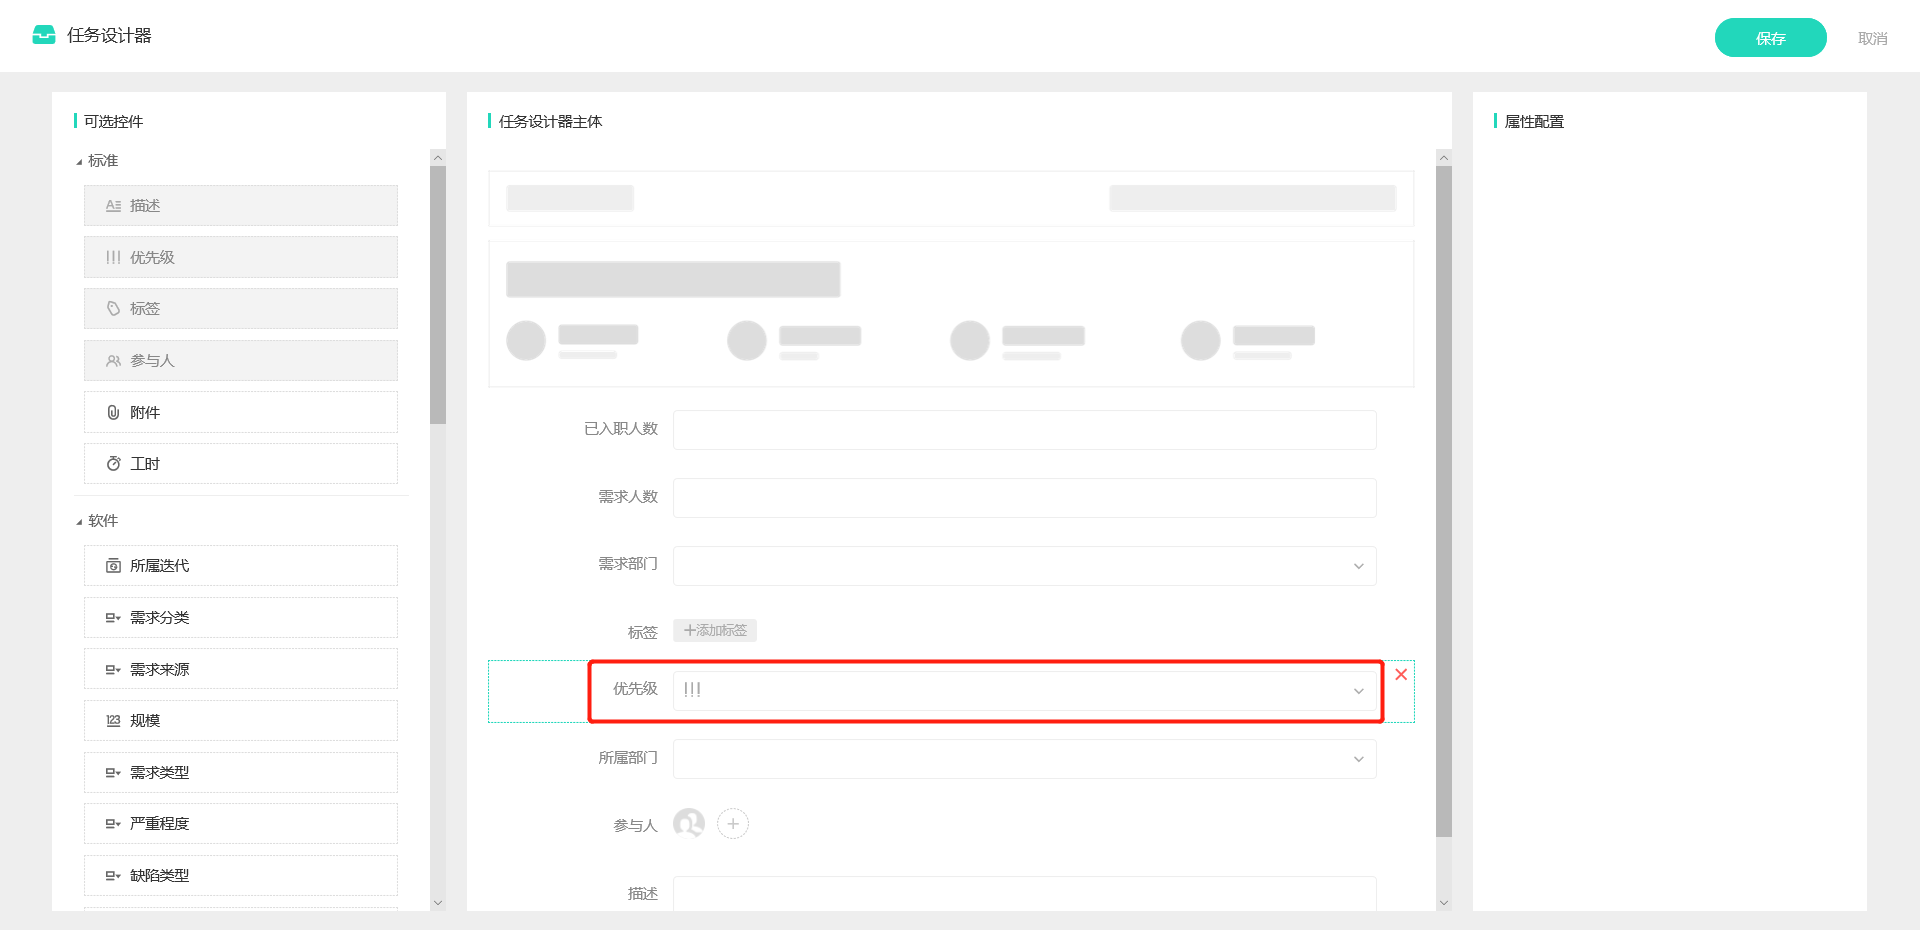 任务设计器
保存
取消
可选控件
标准
描述
优先级
标签
参与人
附件
工时
软件
所属迭代
需求分类
需求来源
123 规模
需求类型
严重程度
缺陷类型
任务设计器主体
已入职人数
需求人数
需求部门
标签 +添加标签
优先级 !!!
所属部门
参与人
描述
属性配置